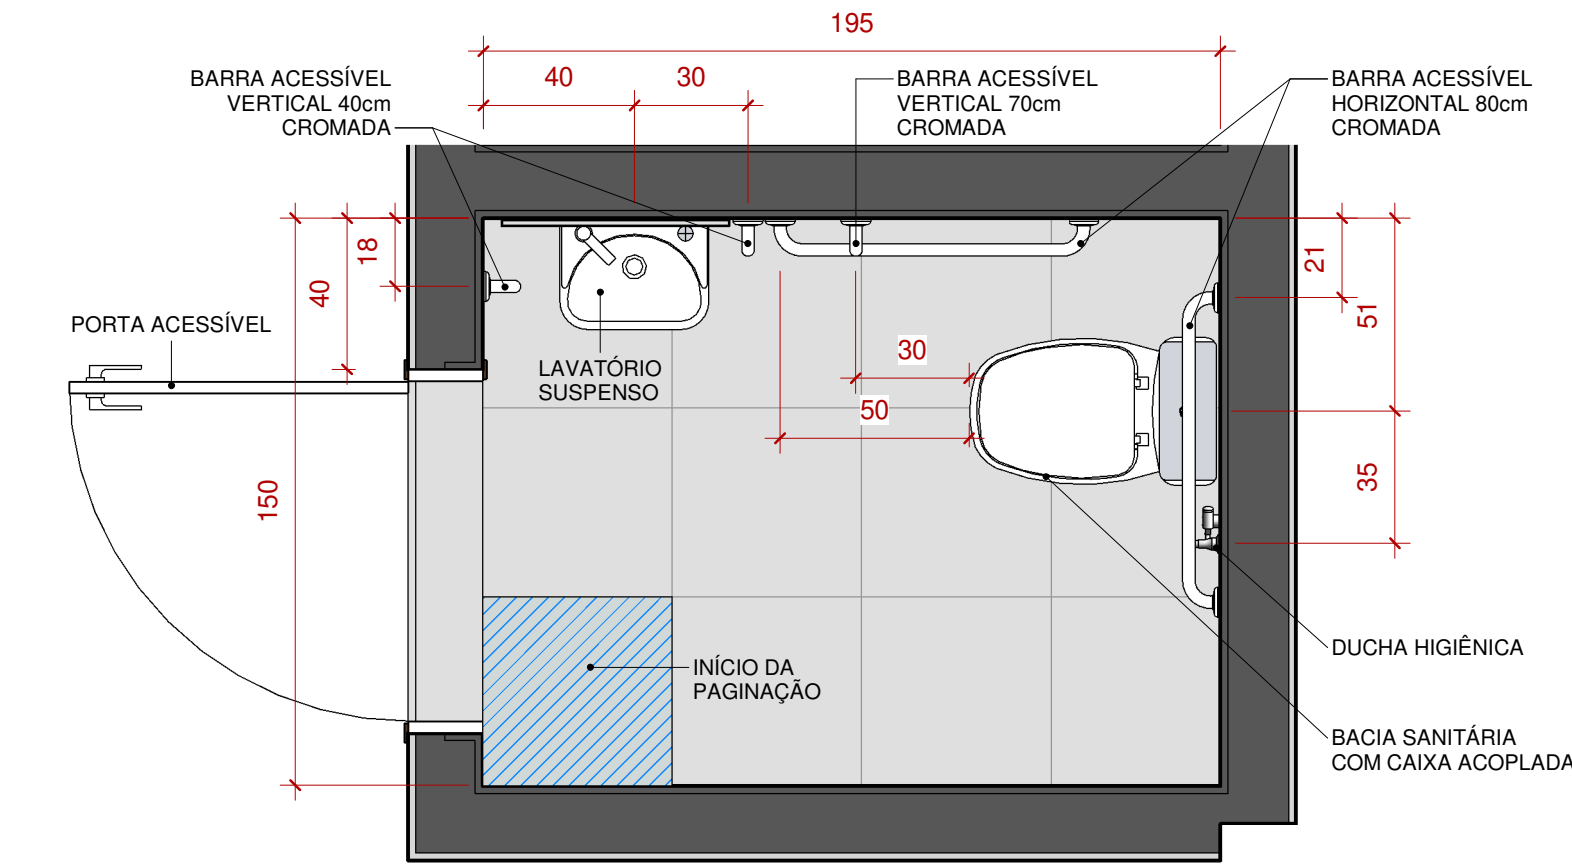 195
40
30
BARRA ACESSÍVEL
VERTICAL 40cm
CROMADA
BARRA ACESSÍVEL
VERTICAL 70cm
CROMADA
BARRA ACESSÍVEL
HORIZONTAL 80cm
CROMADA
18
40
150
21
51
35
PORTA ACESSÍVEL
LAVATÓRIO
SUSPENSO
30
50
INÍCIO DA
PAGINAÇÃO
DUCHA HIGIÊNICA
BACIA SANITÁRIA
COM CAIXA ACOPLADA